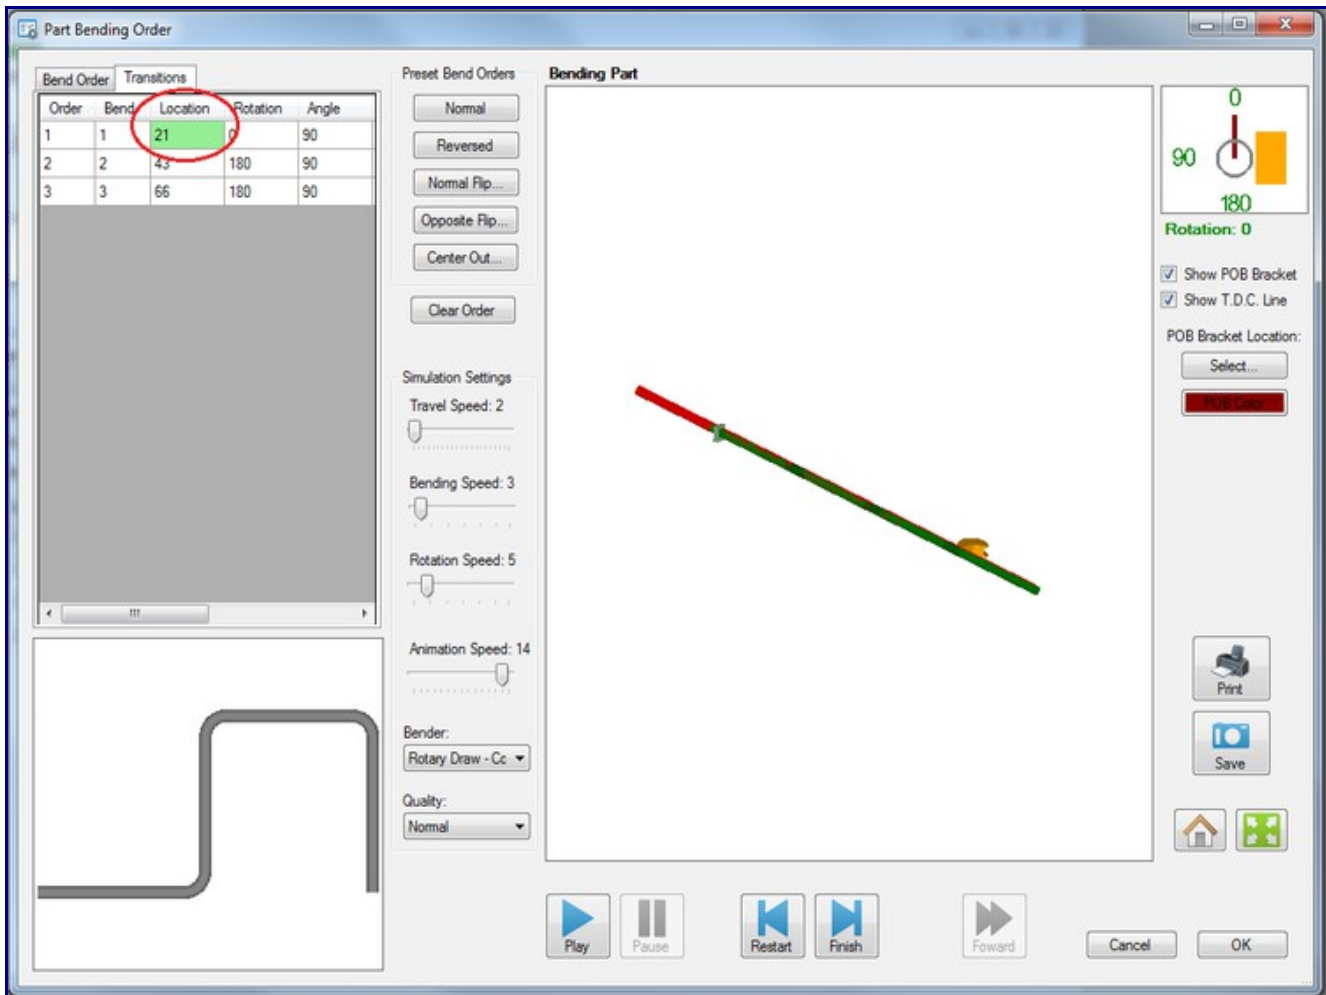 Part Bending Order
Bend Order Transitions
Order Bend Location Rotation Angle
1 1 21 0 90
2 2 43 180 90
3 3 66 180 90
Preset Bend Orders
Normal
Reversed
Normal Flip...
Opposite Flip...
Center Out...
Clear Order
Simulation Settings
Travel Speed: 2
Bending Speed: 3
Rotation Speed: 5
Animation Speed: 14
Bender:
Rotary Draw - Cc
Quality:
Normal
Bending Part
0
90
180
Rotation: 0
Show POB Bracket
Show T.D.C. Line
POB Bracket Location:
Select...
POB Color
Print
Save
Play Pause Restart Finish Foward
Cancel OK